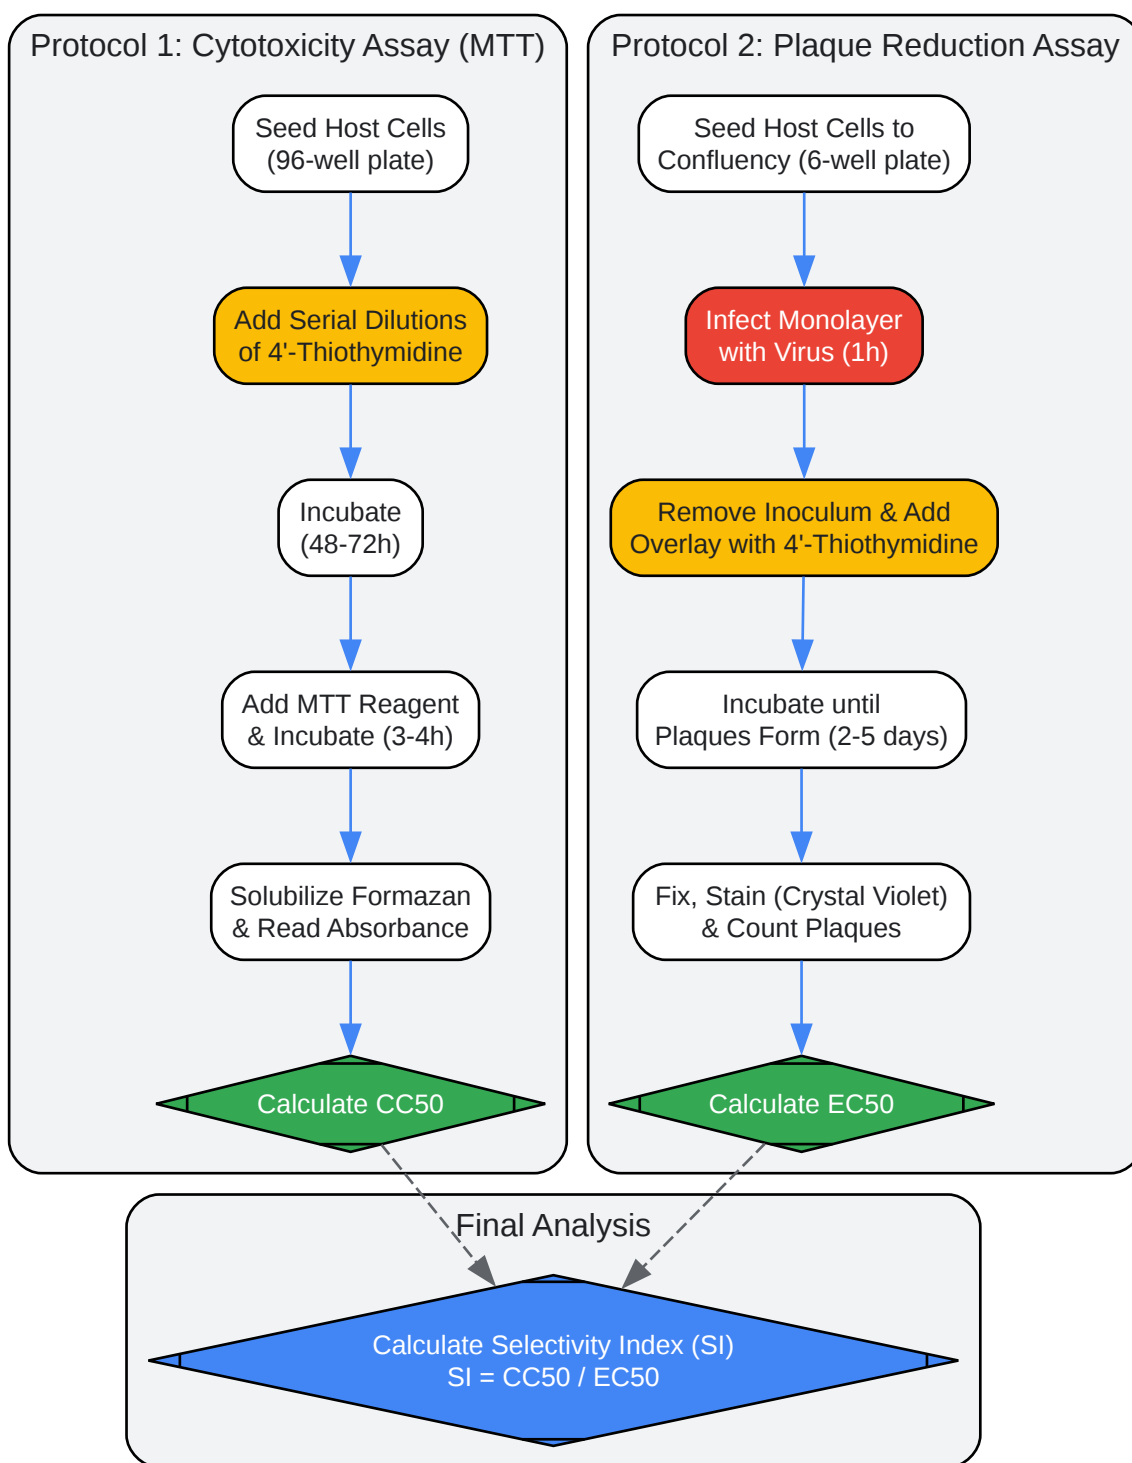 Protocol 1: Cytotoxicity Assay (MTT)
Seed Host Cells
(96-well plate)
Add Serial Dilutions
of 4'-Thiothymidine
Incubate
(48-72h)
Add MTT Reagent
& Incubate (3-4h)
Solubilize Formazan
& Read Absorbance
Calculate CC50
Protocol 2: Plaque Reduction Assay
Seed Host Cells to
Confluency (6-well plate)
Infect Monolayer
with Virus (1h)
Remove Inoculum & Add
Overlay with 4'-Thiothymidine
Incubate until
Plaques Form (2-5 days)
Fix, Stain (Crystal Violet)
& Count Plaques
Calculate EC50
Final Analysis
Calculate Selectivity Index (SI)
SI = CC50 / EC50